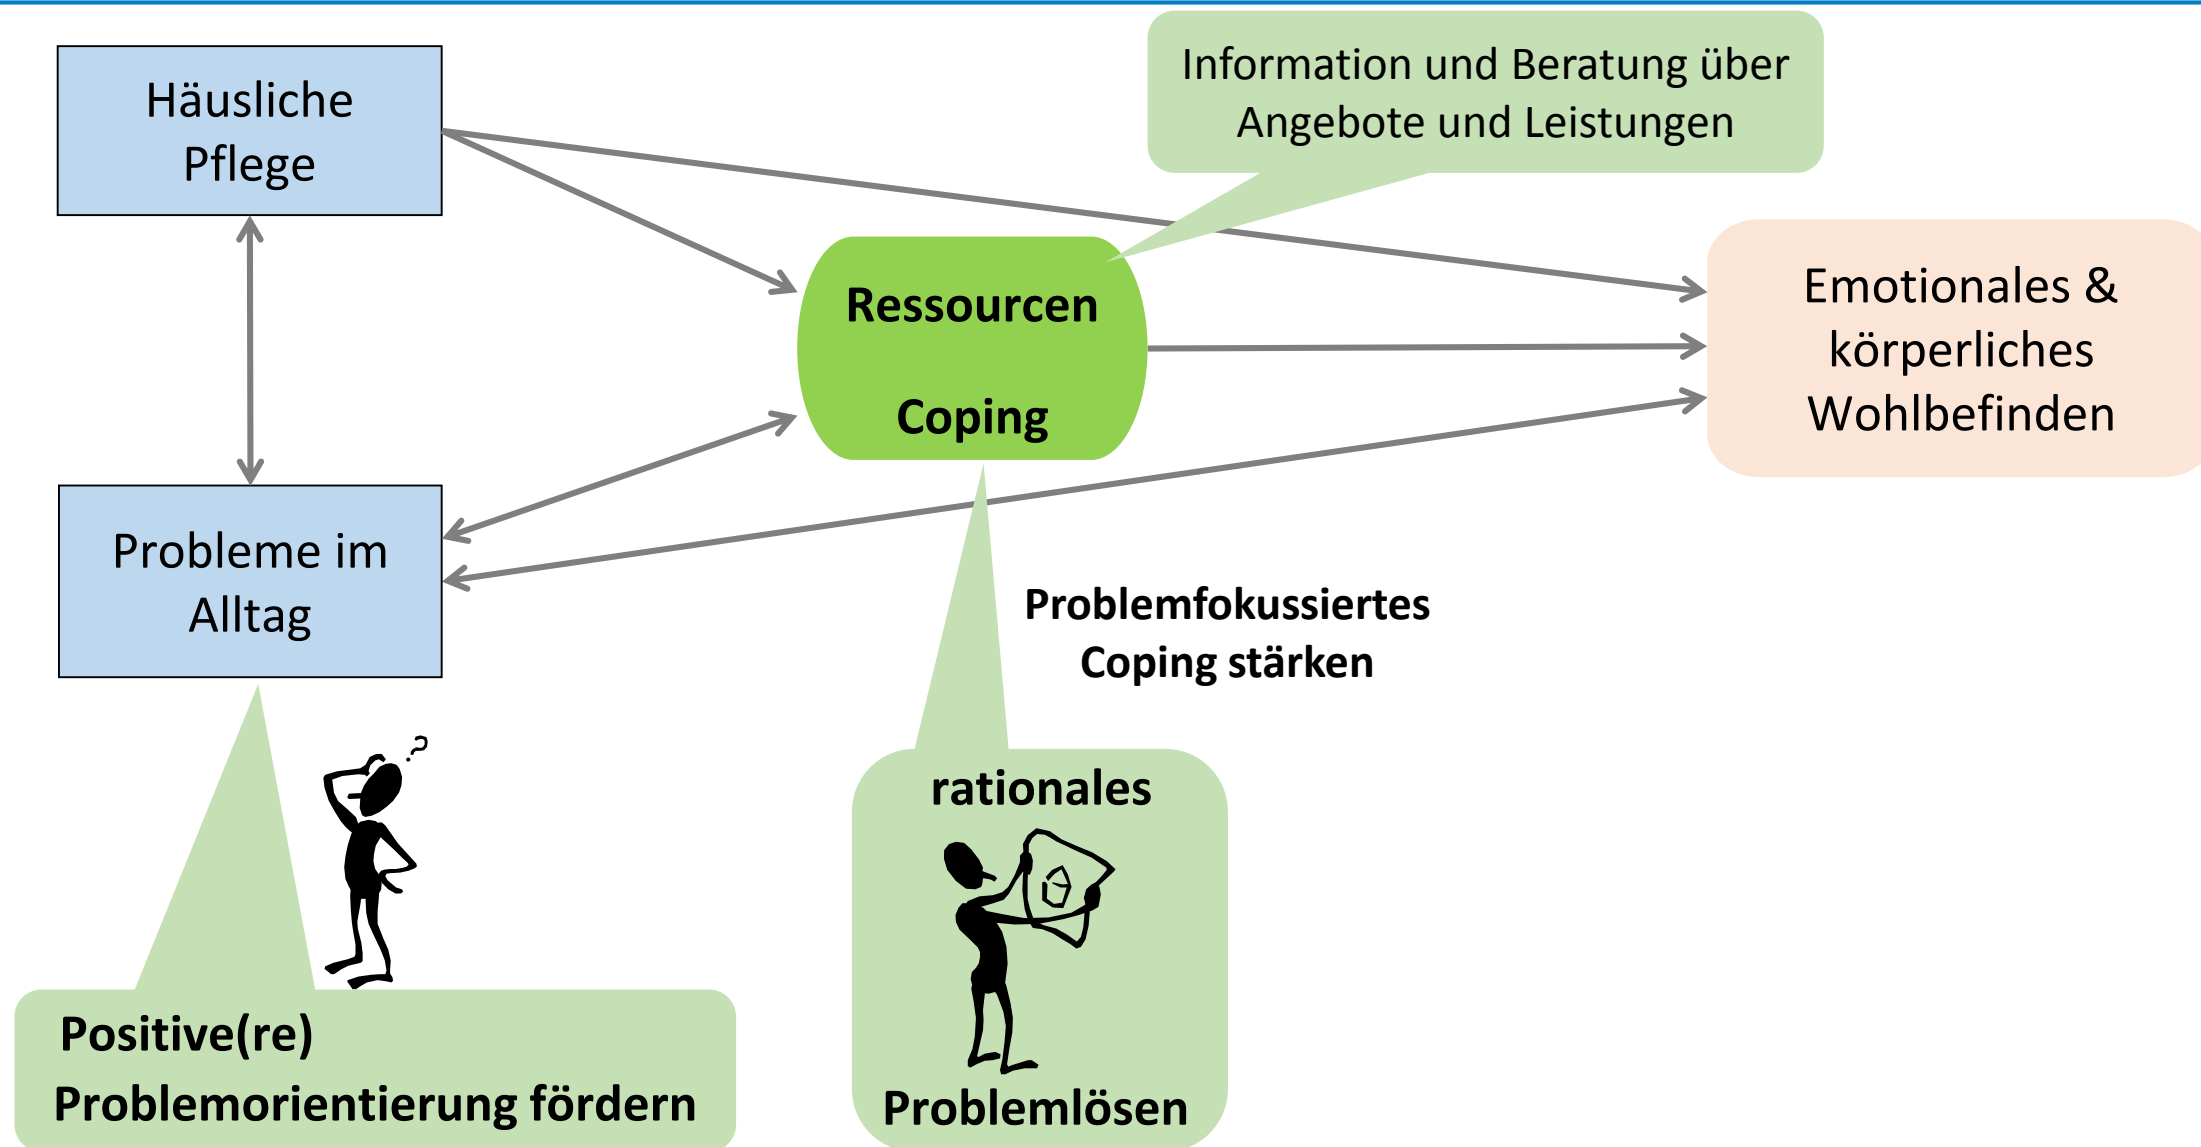 Information und Beratung über
Angebote und Leistungen
Häusliche
Pflege
Ressourcen
Coping
Emotionales &
körperliches
Wohlbefinden
Probleme im
Alltag
Problemfokussiertes
Coping stärken
?
rationales
Problemlösen
Positive(re)
Problemorientierung fördern